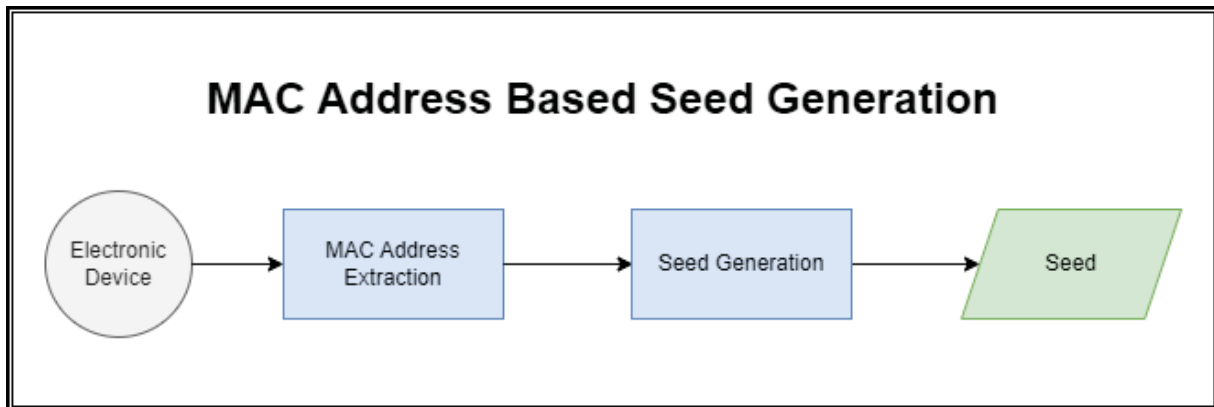 MAC Address Based Seed Generation
Electronic
Device
MAC Address
Extraction
Seed Generation
Seed